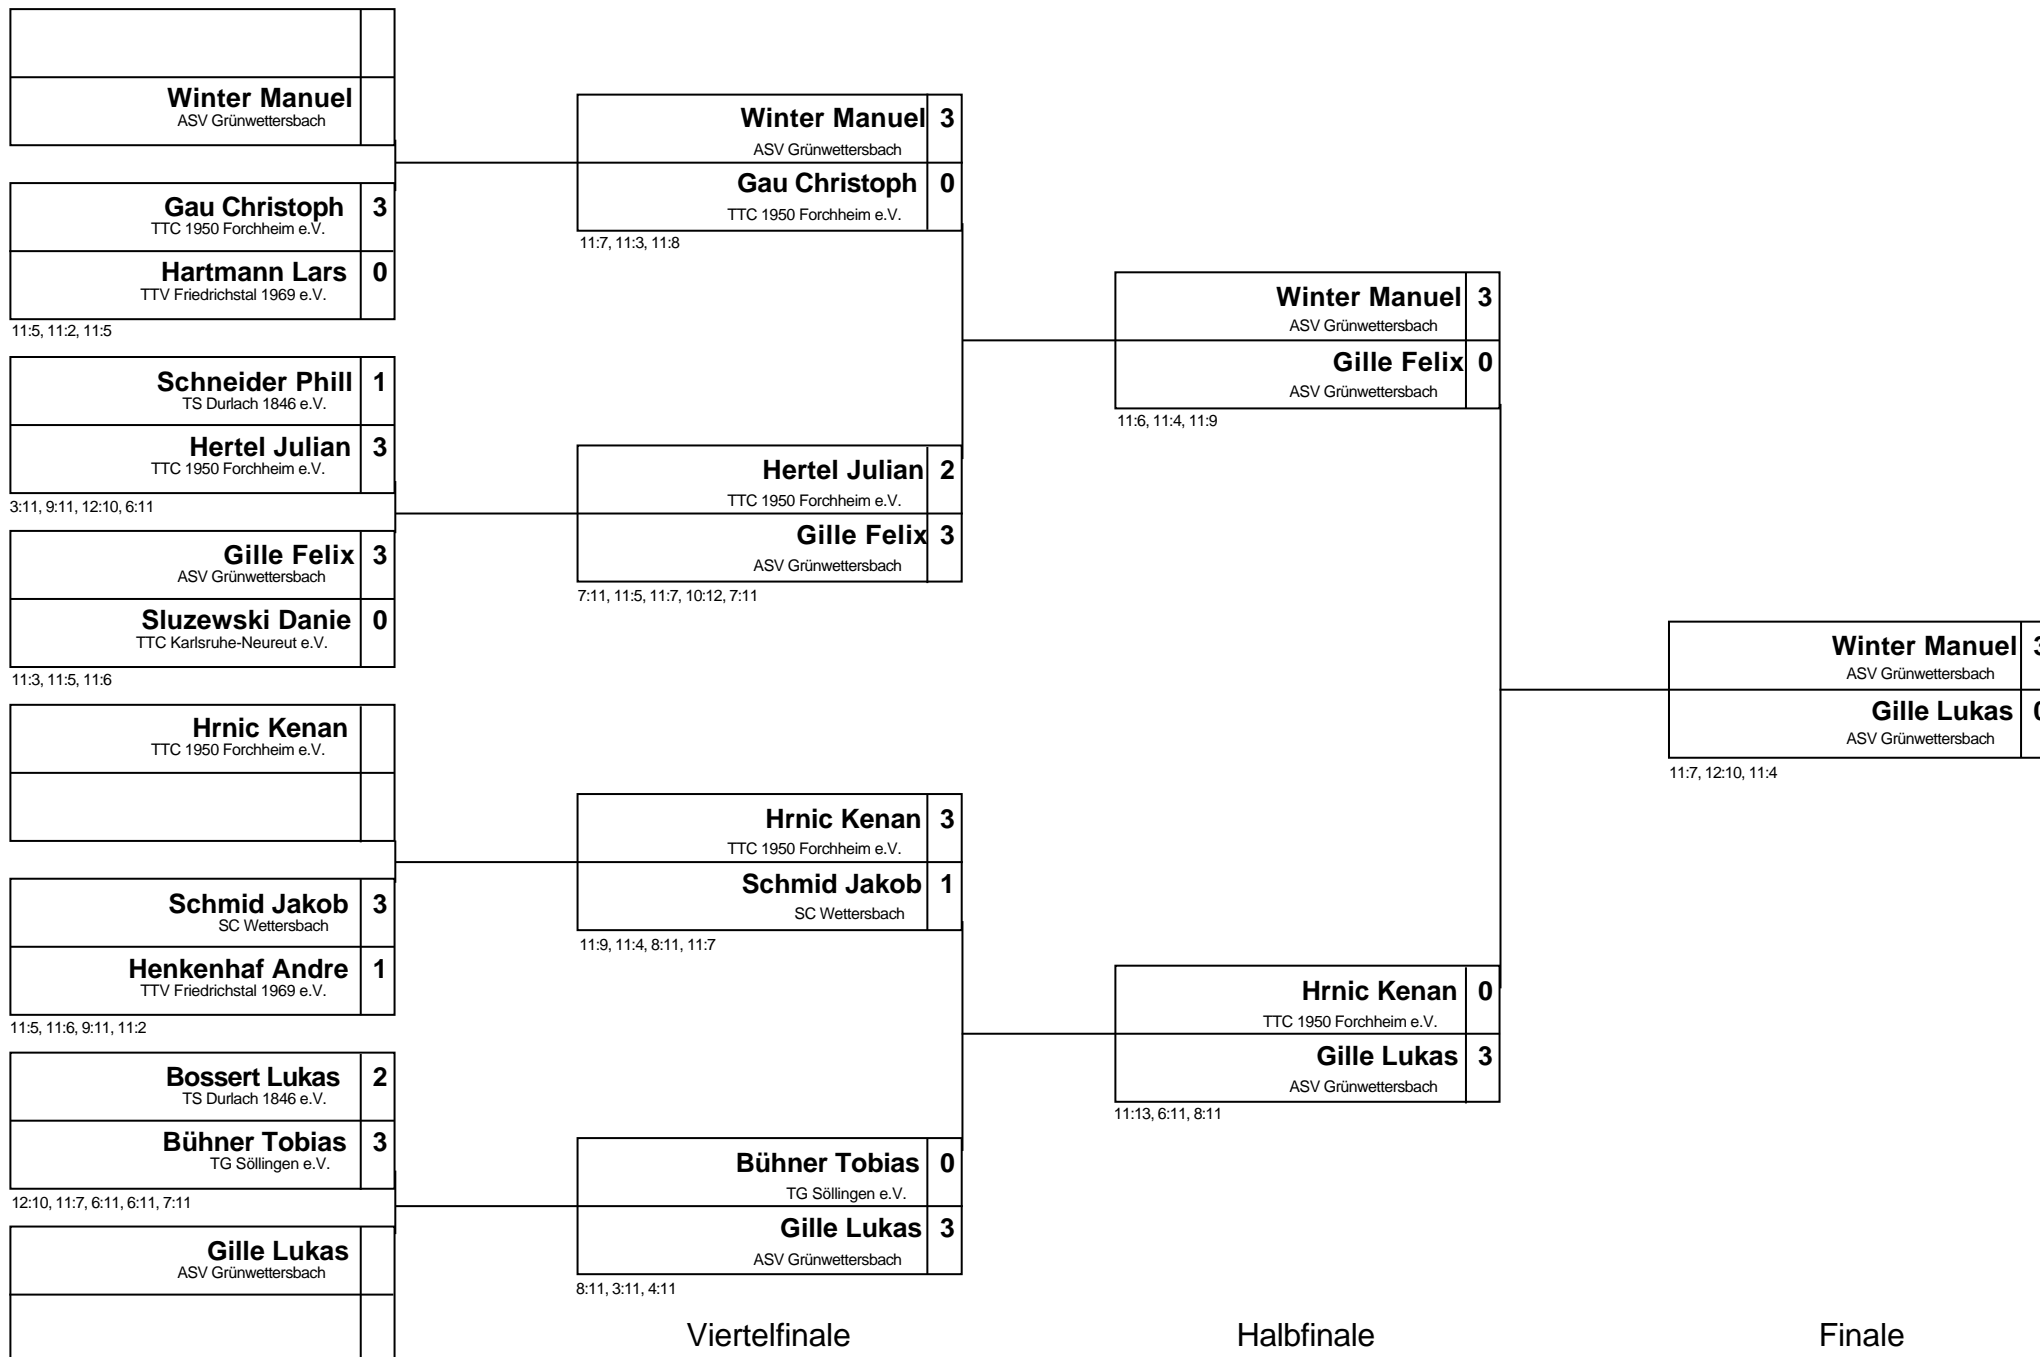 Winter Manuel
ASV Grünwettersbach
Gau Christoph 3
TTC 1950 Forchheim e.V.
Hartmann Lars 0
TTV Friedrichstal 1969 e.V.
11:5, 11:2, 11:5
Schneider Phill 1
TS Durlach 1846 e.V.
Hertel Julian 3
TTC 1950 Forchheim e.V.
3:11, 9:11, 12:10, 6:11
Gille Felix 3
ASV Grünwettersbach
Sluzewski Danie 0
TTC Karlsruhe-Neureut e.V.
11:3, 11:5, 11:6
Hrnic Kenan
TTC 1950 Forchheim e.V.
Schmid Jakob 3
SC Wettersbach
Henkenhaf Andre 1
TTV Friedrichstal 1969 e.V.
11:5, 11:6, 9:11, 11:2
Bossert Lukas 2
TS Durlach 1846 e.V.
Bühner Tobias 3
TG Söllingen e.V.
12:10, 11:7, 6:11, 6:11, 7:11
Gille Lukas
ASV Grünwettersbach
Winter Manuel 3
ASV Grünwettersbach
Gau Christoph 0
TTC 1950 Forchheim e.V.
11:7, 11:3, 11:8
Hertel Julian 2
TTC 1950 Forchheim e.V.
Gille Felix 3
ASV Grünwettersbach
7:11, 11:5, 11:7, 10:12, 7:11
Hrnic Kenan 3
TTC 1950 Forchheim e.V.
Schmid Jakob 1
SC Wettersbach
11:9, 11:4, 8:11, 11:7
Bühner Tobias 0
TG Söllingen e.V.
Gille Lukas 3
ASV Grünwettersbach
8:11, 3:11, 4:11
Viertelfinale
Winter Manuel 3
ASV Grünwettersbach
Gille Felix 0
ASV Grünwettersbach
11:6, 11:4, 11:9
Hrnic Kenan 0
TTC 1950 Forchheim e.V.
Gille Lukas 3
ASV Grünwettersbach
11:13, 6:11, 8:11
Halbfinale
Winter Manuel 3
ASV Grünwettersbach
Gille Lukas 0
ASV Grünwettersbach
11:7, 12:10, 11:4
Finale